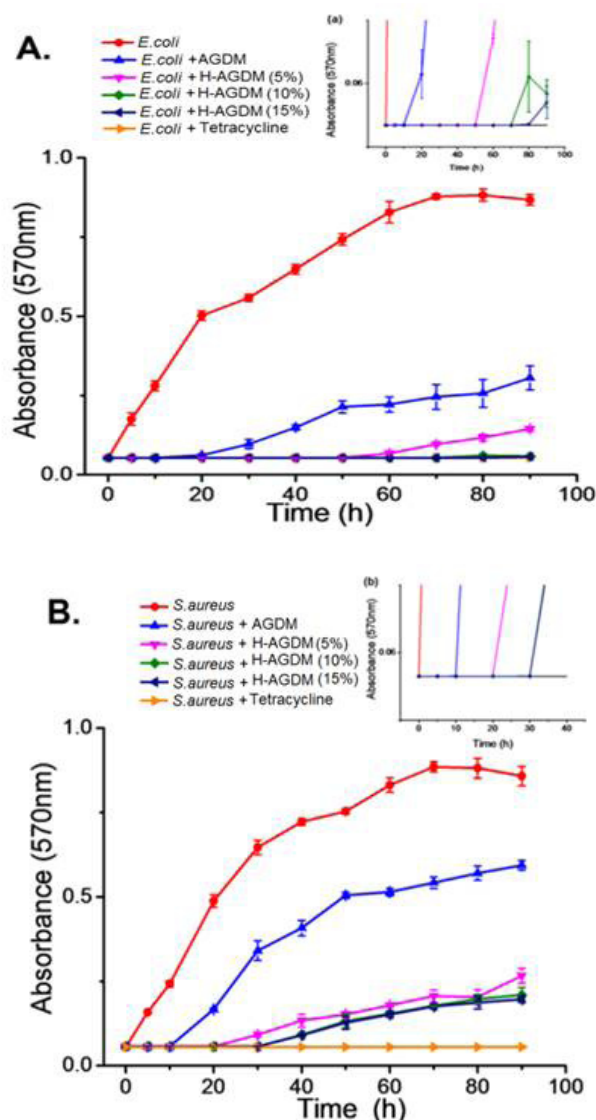 A.
E.coli
E.coli +AGDM
E.coli + H-AGDM (5%)
E.coli + H-AGDM (10%)
E.coli +H-AGDM (15%)
E.coli + Tetracycline
(a)
Absorbance (570nm)
0.06
0 20 40 60 80 100
Time (h)
Absorbance (570nm)
1.0
0.5
0.0
0 20 40 60 80 100
Time (h)
B.
S.aureus
S.aureus + AGDM
S.aureus + H-AGDM (5%)
S.aureus + H-AGDM (10%)
S.aureus + H-AGDM (15%)
S.aureus +Tetracycline
(b)
Absorbance (570nm)
0.06
0 10 20 30 40
Time (h)
Absorbance (570nm)
1.0
0.5
0.0
0 20 40 60 80 100
Time (h)